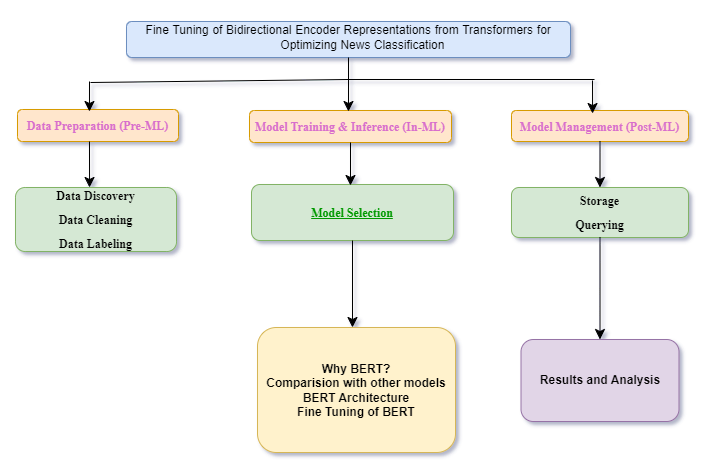 Fine Tuning of Bidirectional Encoder Representations from Transformers for
Optimizing News Classification
Data Preparation (Pre-ML)
Model Training & Inference (In-ML)
Model Management (Post-ML)
Data Discovery
Data Cleaning
Data Labeling
Model Selection
Storage
Querying
Why BERT?
Comparision with other models
BERT Architecture
Fine Tuning of BERT
Results and Analysis